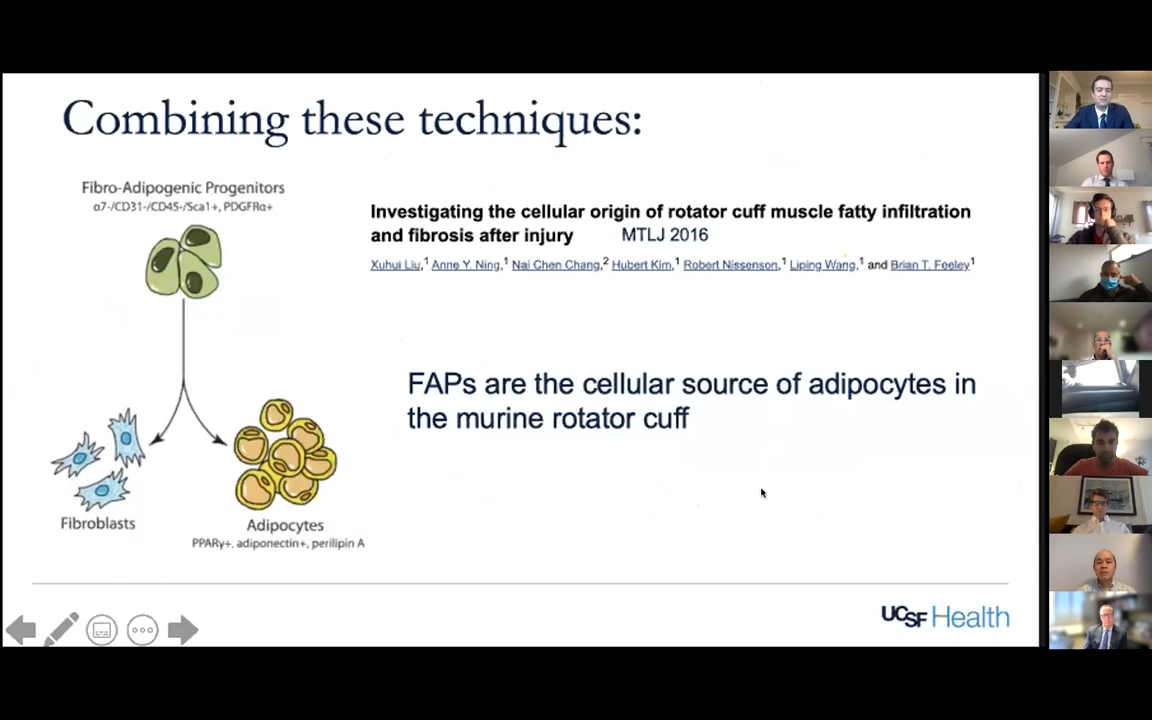 Combining these techniques:
Fibro-Adipogenic Progenitors
α7-/CD31-/CD45-/Sca1+, PDGFRα+
Investigating the cellular origin of rotator cuff muscle fatty infiltration
and fibrosis after injury MTLJ 2016
Xuhui Liu,1 Anne Y. Ning,1 Nai Chen Chang,2 Hubert Kim,1 Robert Nissenson,1 Liping Wang,1 and Brian T. Feeley1
FAPs are the cellular source of adipocytes in
the murine rotator cuff
Fibroblasts
Adipocytes
PPARγ+, adiponectin+, perilipin A
UCSF Health